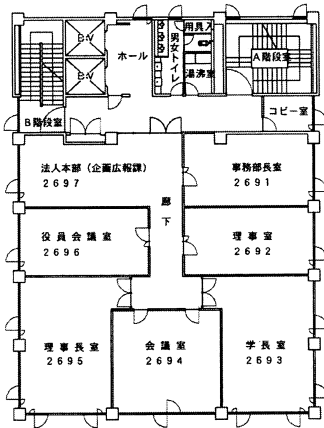 用具入
E.V
ホール
男女トイレ
湯沸室
A階段室
E.V
コピー室
B階段室
法人本部(企画広報課)
2697
事務部長室
2691
廊下
役員会議室
2696
理事室
2692
理事長室
2695
会議室
2694
学長室
2693